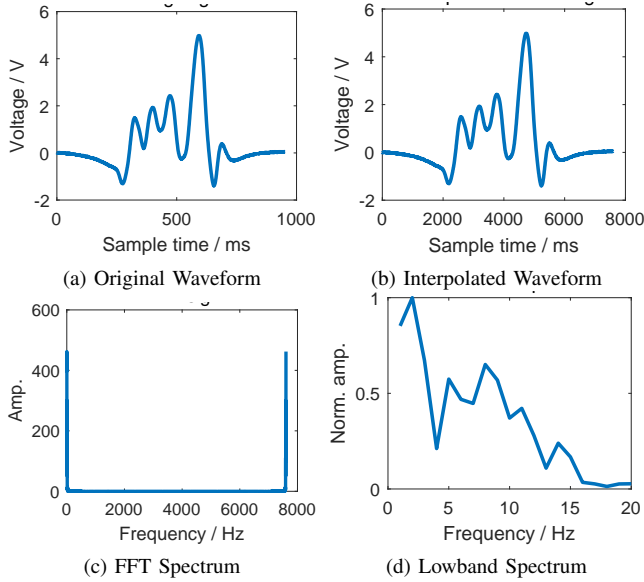 6
4
2
0
-2
Voltage / V
0
500
1000
Sample time / ms
(a) Original Waveform
6
4
2
0
-2
Voltage / V
0
2000
4000
6000
8000
Sample time / ms
(b) Interpolated Waveform
600
400
200
0
Amp.
0
2000
4000
6000
8000
Frequency / Hz
(c) FFT Spectrum
1
0.5
0
Norm. amp.
0
5
10
15
20
Frequency / Hz
(d) Lowband Spectrum